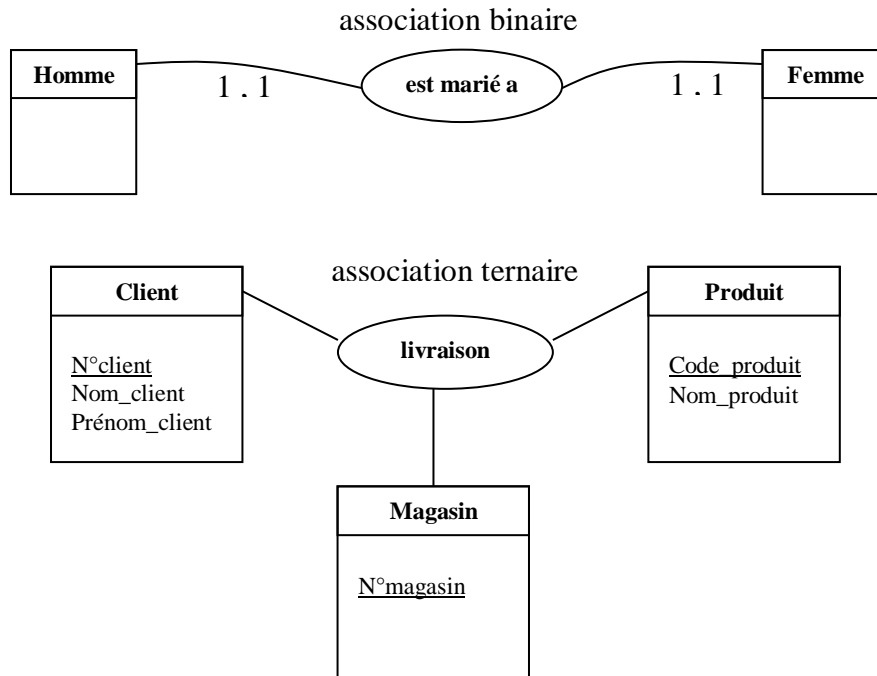 association binaire
Homme
est marié a
Femme
1 , 1
1 , 1
association ternaire
Client
Produit
livraison
N°client
Nom_client
Prénom_client
Code_produit
Nom_produit
Magasin
N°magasin